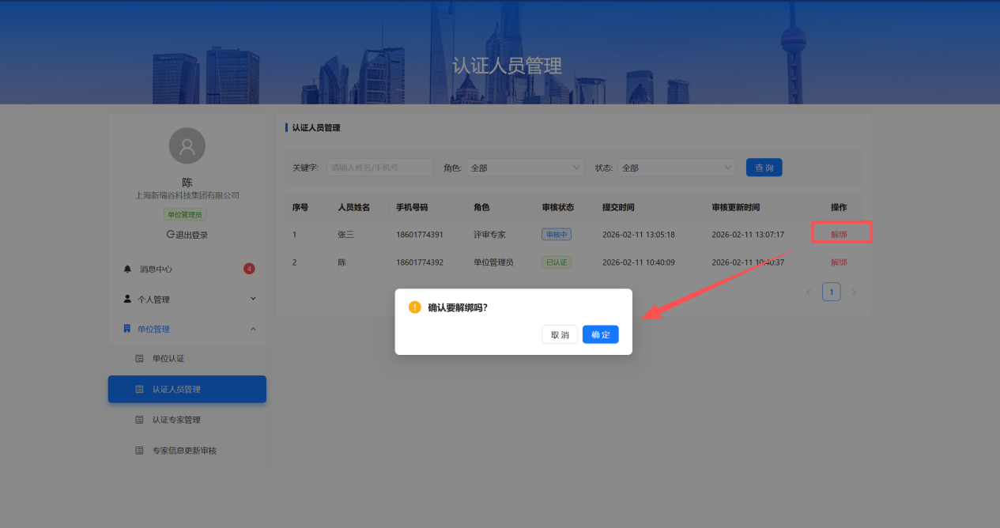 认证人员管理
陈
上海新瑞谷科技集团有限公司
单位管理员
退出登录
消息中心
4
个人管理
单位管理
单位认证
认证人员管理
认证专家管理
专家信息更新审核
认证人员管理
关键字: 请输入姓名/手机号 角色: 全部 状态: 全部 查 询
序号 人员姓名 手机号码 角色 审核状态 提交时间 审核更新时间 操作
1 张三 18601774391 评审专家 审核中 2026-02-11 13:05:18 2026-02-11 13:07:17 解绑
2 陈 18601774392 单位管理员 已认证 2026-02-11 10:40:09 2026-02-11 10:40:37 解绑
< 1 >
确认要解绑吗?
取 消 确 定